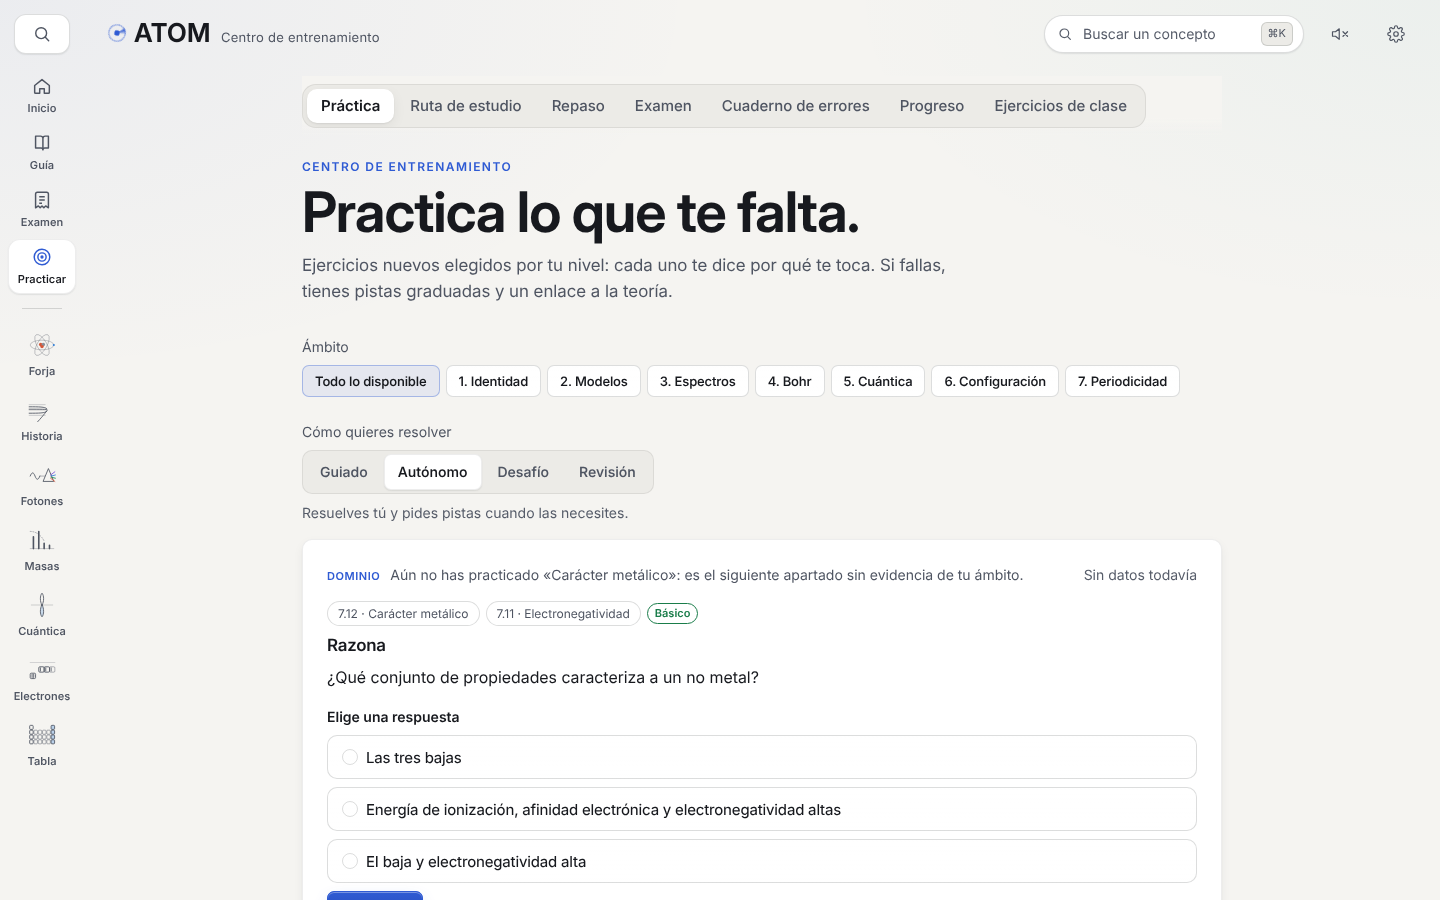 ATOM
Centro de entrenamiento
Buscar un concepto
⌘K
Inicio
Guía
Examen
Practicar
Forja
Historia
Fotones
Masas
Cuántica
Electrones
Tabla
Práctica
Ruta de estudio
Repaso
Examen
Cuaderno de errores
Progreso
Ejercicios de clase
CENTRO DE ENTRENAMIENTO
Practica lo que te falta.
Ejercicios nuevos elegidos por tu nivel: cada uno te dice por qué te toca. Si fallas,
tienes pistas graduadas y un enlace a la teoría.
Ámbito
Todo lo disponible
1. Identidad
2. Modelos
3. Espectros
4. Bohr
5. Cuántica
6. Configuración
7. Periodicidad
Cómo quieres resolver
Guiado
Autónomo
Desafío
Revisión
Resuelves tú y pides pistas cuando las necesites.
DOMINIO Aún no has practicado «Carácter metálico»: es el siguiente apartado sin evidencia de tu ámbito.
Sin datos todavía
7.12 · Carácter metálico
7.11 · Electronegatividad
Básico
Razona
¿Qué conjunto de propiedades caracteriza a un no metal?
Elige una respuesta
Las tres bajas
Energía de ionización, afinidad electrónica y electronegatividad altas
EI baja y electronegatividad alta